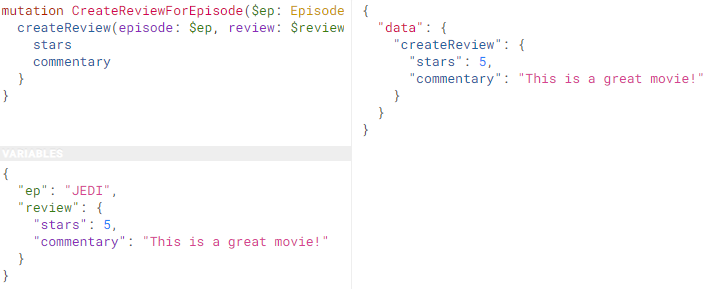 mutation CreateReviewForEpisode($ep: Episode
  createReview(episode: $ep, review: $review
    stars
    commentary
  }
}
VARIABLES
{
  "ep": "JEDI",
  "review": {
    "stars": 5,
    "commentary": "This is a great movie!"
  }
}
{
  "data": {
    "createReview": {
      "stars": 5,
      "commentary": "This is a great movie!"
    }
  }
}